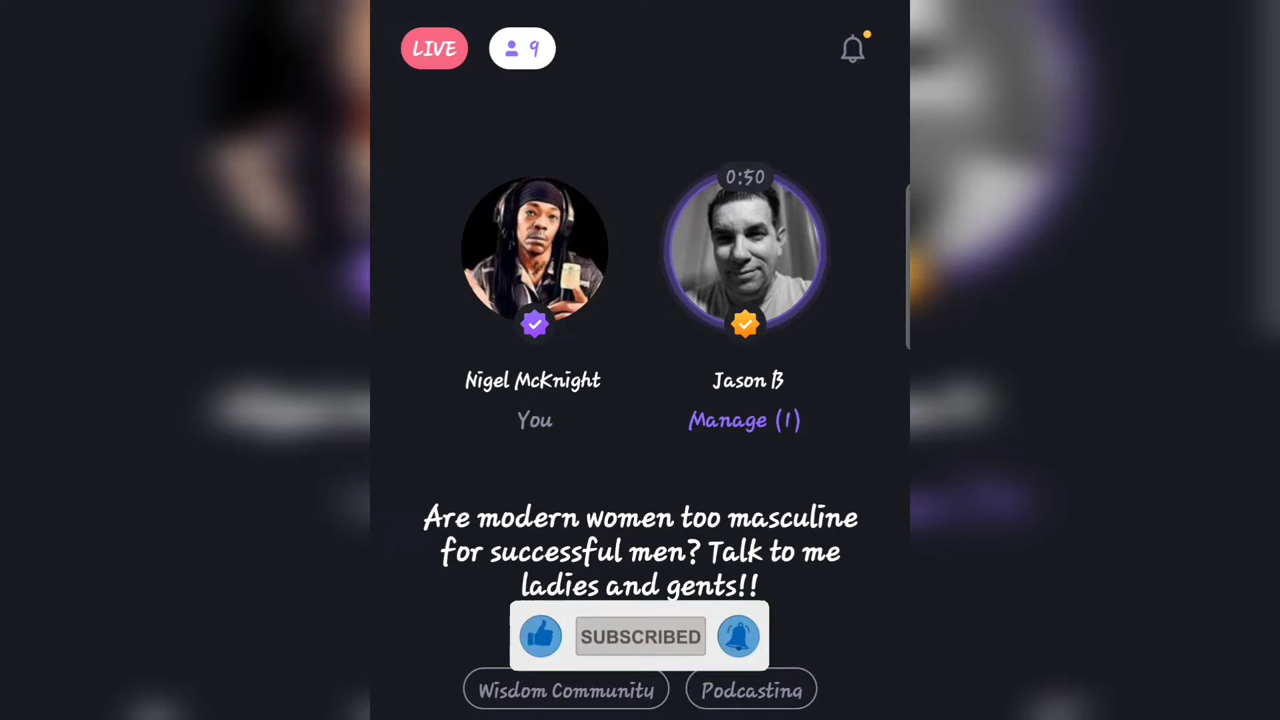 LIVE
9
0:50
Nigel McKnight
Jason B
You
Manage (1)
Are modern women too masculine
for successful men? Talk to me
ladies and gents!!
SUBSCRIBED
Wisdom Community
Podcasting